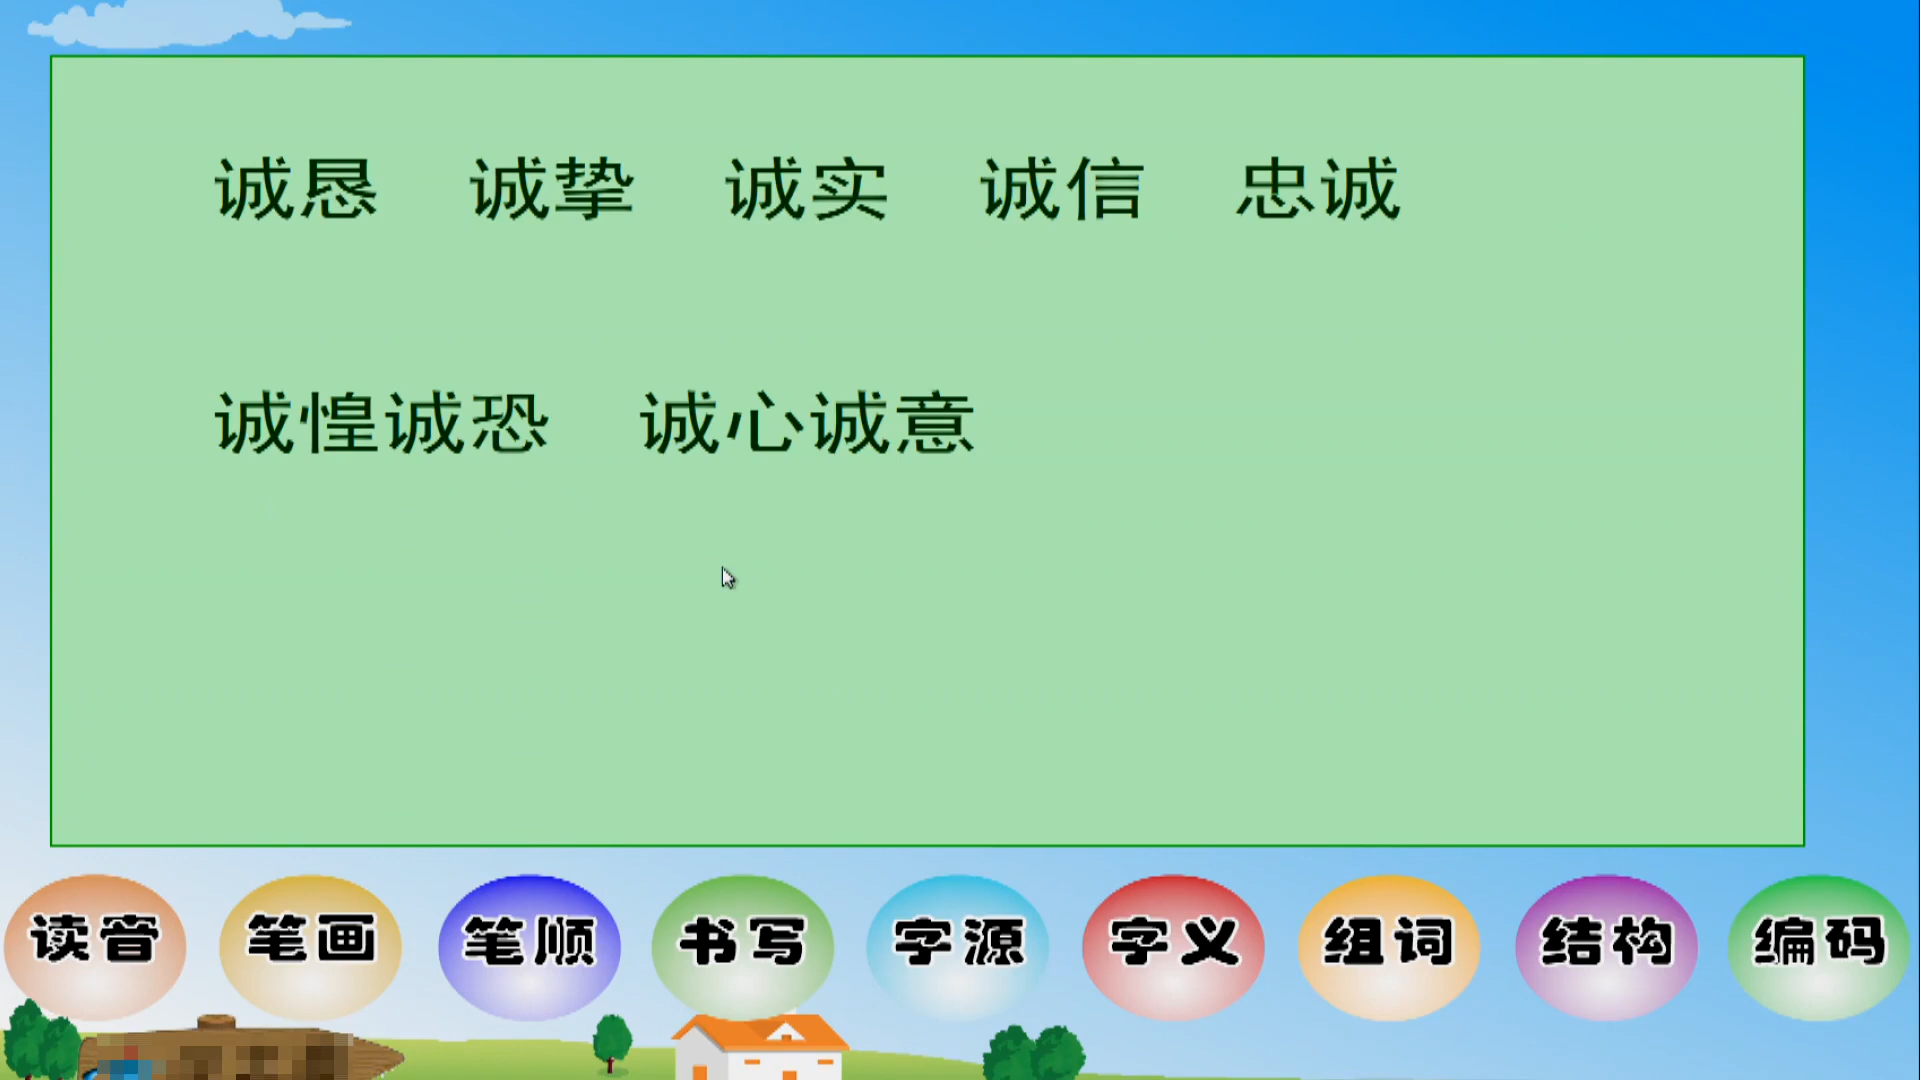 诚恳 诚挚 诚实 诚信 忠诚
诚惶诚恐 诚心诚意
读音 笔画 笔顺 书写 字源 字义 组词 结构 编码